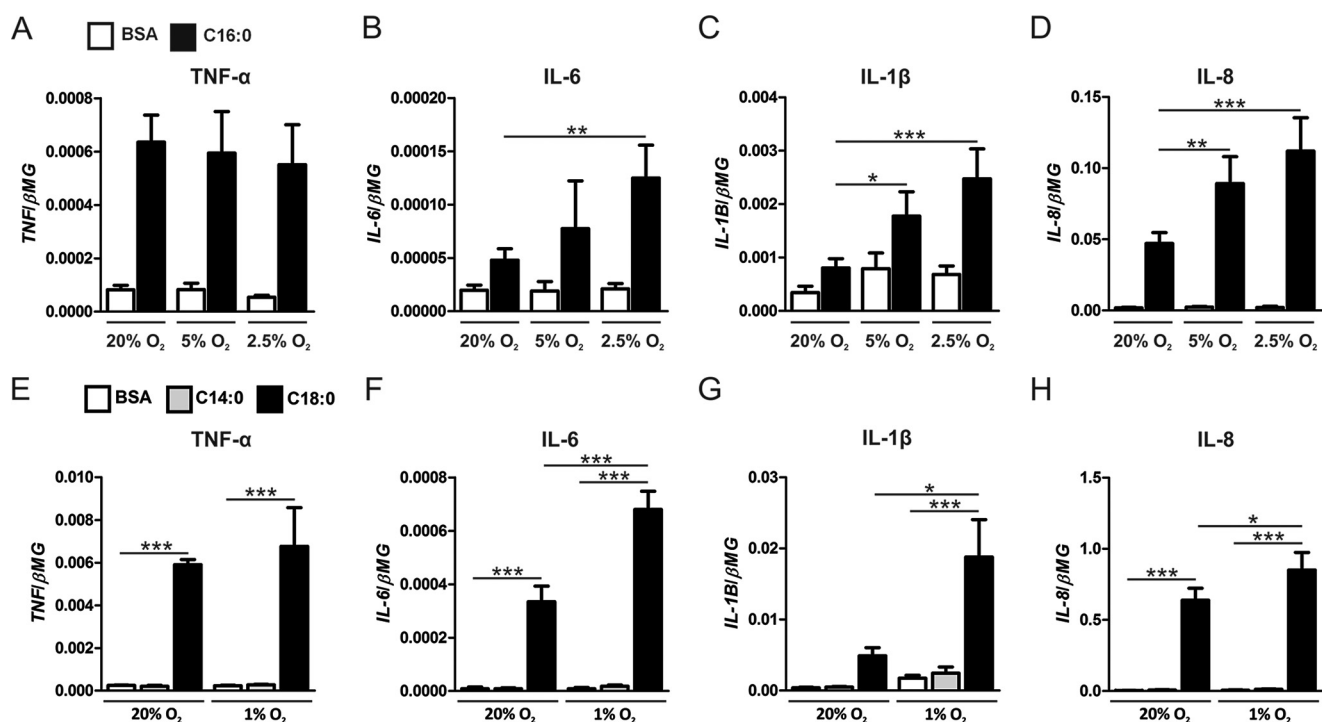 A
BSA C16:0
TNF-α
TNF/βMG
0.0008
0.0006
0.0004
0.0002
0.0000
20% O₂ 5% O₂ 2.5% O₂
B
IL-6
IL-6/βMG
0.00020
0.00015
0.00010
0.00005
0.00000
**
20% O₂ 5% O₂ 2.5% O₂
C
IL-1β
IL-1B/βMG
0.004
0.003
0.002
0.001
0.000
***
*
20% O₂ 5% O₂ 2.5% O₂
D
IL-8
IL-8/βMG
0.15
0.10
0.05
0.00
***
**
20% O₂ 5% O₂ 2.5% O₂
E
BSA C14:0 C18:0
TNF-α
TNF/βMG
0.010
0.008
0.006
0.004
0.002
0.000
***
***
20% O₂ 1% O₂
F
IL-6
IL-6/βMG
0.0008
0.0006
0.0004
0.0002
0.0000
***
***
***
20% O₂ 1% O₂
G
IL-1β
IL-1B/βMG
0.03
0.02
0.01
0.00
*
***
20% O₂ 1% O₂
H
IL-8
IL-8/βMG
1.5
1.0
0.5
0.0
*
***
***
20% O₂ 1% O₂